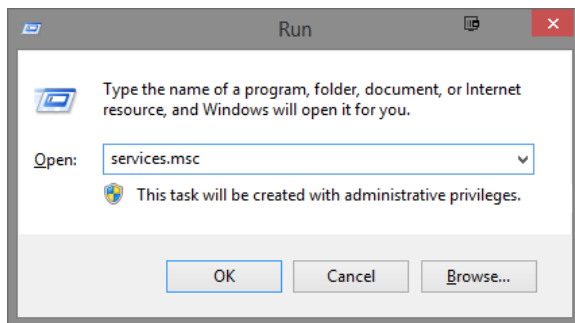 Run
Type the name of a program, folder, document, or Internet
resource, and Windows will open it for you.
Open: services.msc
This task will be created with administrative privileges.
OK Cancel Browse...